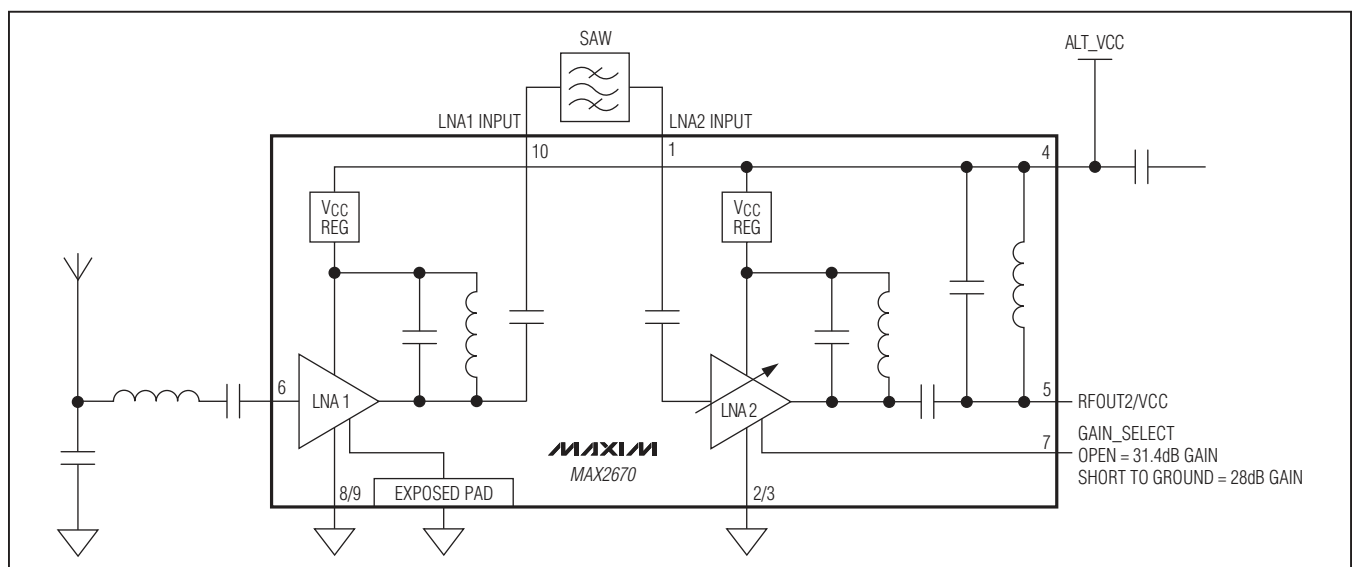 SAW
ALT_VCC
LNA1 INPUT
LNA2 INPUT
10
1
4
VCC
REG
VCC
REG
6
LNA 1
LNA 2
5
RFOUT2/VCC
7
GAIN_SELECT
OPEN = 31.4dB GAIN
SHORT TO GROUND = 28dB GAIN
MAXIM
MAX2670
8/9
EXPOSED PAD
2/3